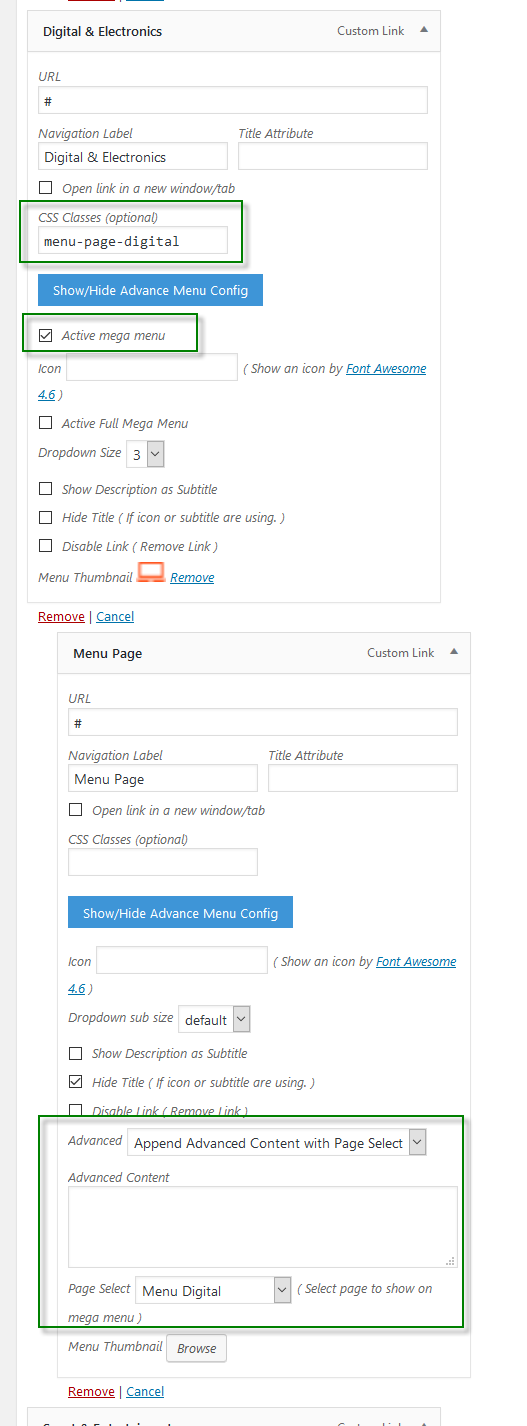 Digital & Electronics Custom Link
URL
#
Navigation Label Title Attribute
Digital & Electronics
Open link in a new window/tab
CSS Classes (optional)
menu-page-digital
Show/Hide Advance Menu Config
Active mega menu
Icon ( Show an icon by Font Awesome
4.6 )
Active Full Mega Menu
Dropdown Size 3
Show Description as Subtitle
Hide Title ( If icon or subtitle are using. )
Disable Link ( Remove Link )
Menu Thumbnail Remove
Remove | Cancel
Menu Page Custom Link
URL
#
Navigation Label Title Attribute
Menu Page
Open link in a new window/tab
CSS Classes (optional)
Show/Hide Advance Menu Config
Icon ( Show an icon by Font Awesome
4.6 )
Dropdown sub size default
Show Description as Subtitle
Hide Title ( If icon or subtitle are using. )
Disable Link ( Remove Link )
Advanced Append Advanced Content with Page Select
Advanced Content
Page Select Menu Digital ( Select page to show on
mega menu )
Menu Thumbnail Browse
Remove | Cancel